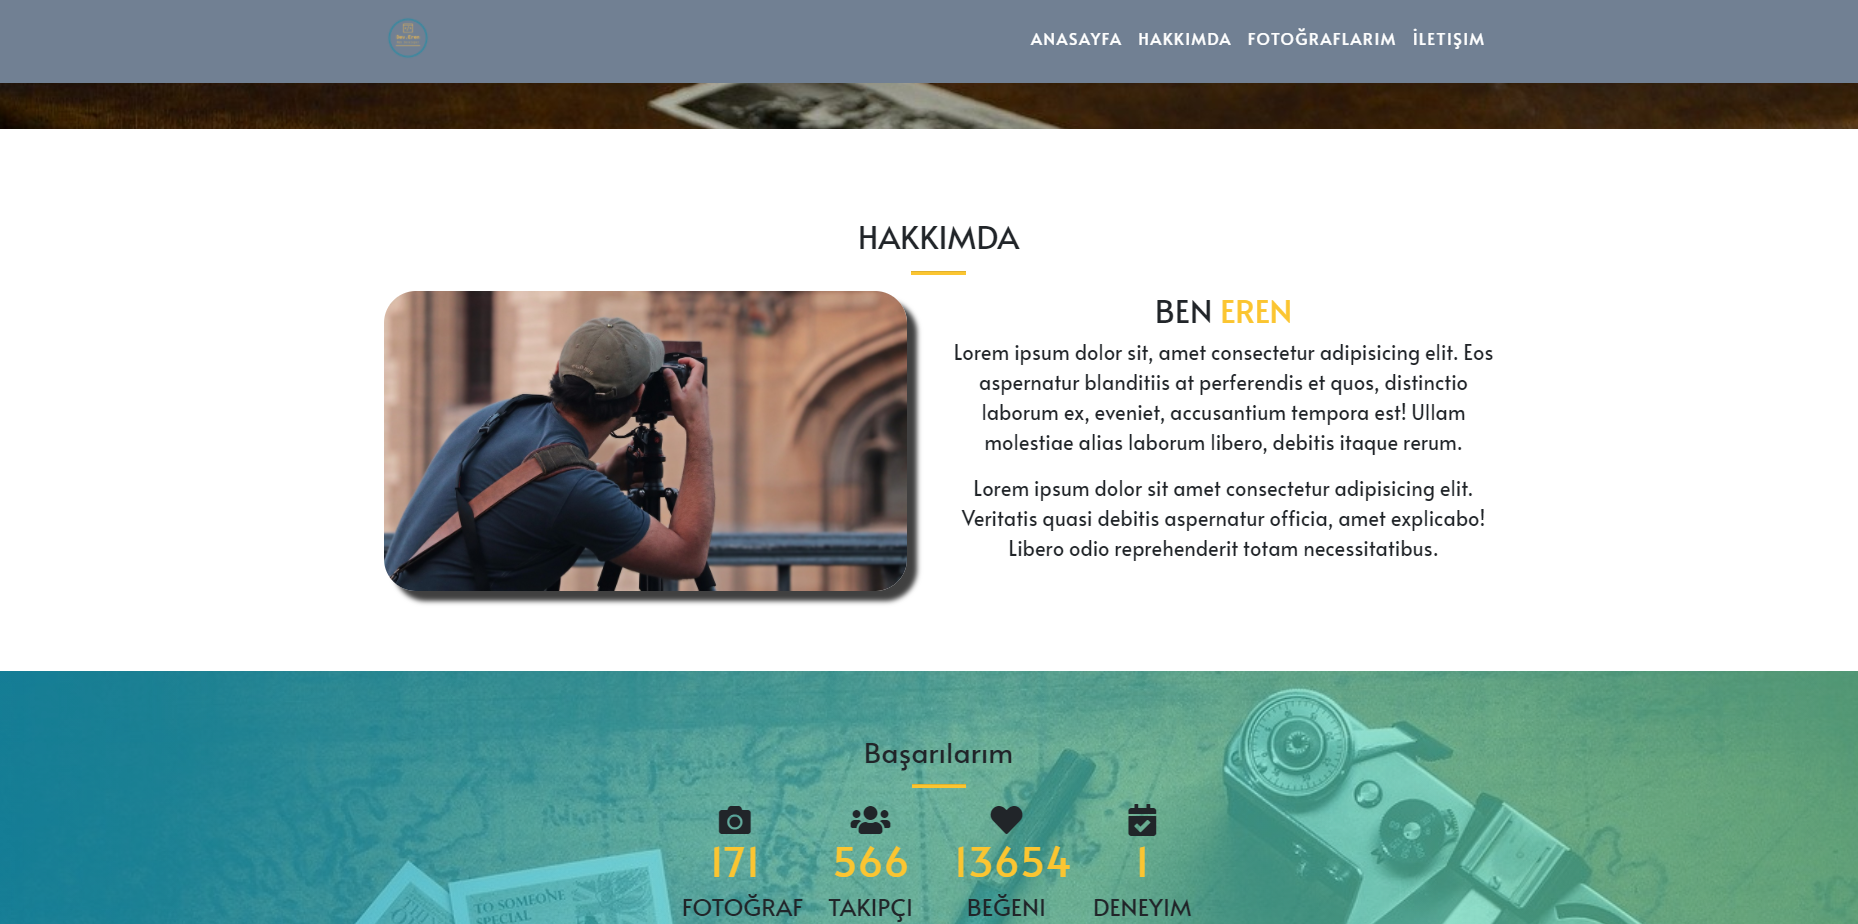 ANASAYFA HAKKIMDA FOTOĞRAFLARIM İLETIŞIM
HAKKIMDA
BEN EREN
Lorem ipsum dolor sit, amet consectetur adipisicing elit. Eos
aspernatur blanditiis at perferendis et quos, distinctio
laborum ex, eveniet, accusantium tempora est! Ullam
molestiae alias laborum libero, debitis itaque rerum.
Lorem ipsum dolor sit amet consectetur adipisicing elit.
Veritatis quasi debitis aspernatur officia, amet explicabo!
Libero odio reprehenderit totam necessitatibus.
Başarılarım
171 566 13654 1
FOTOĞRAF TAKIPÇI BEĞENI DENEYIM
TO SOMEONE
SPECIAL